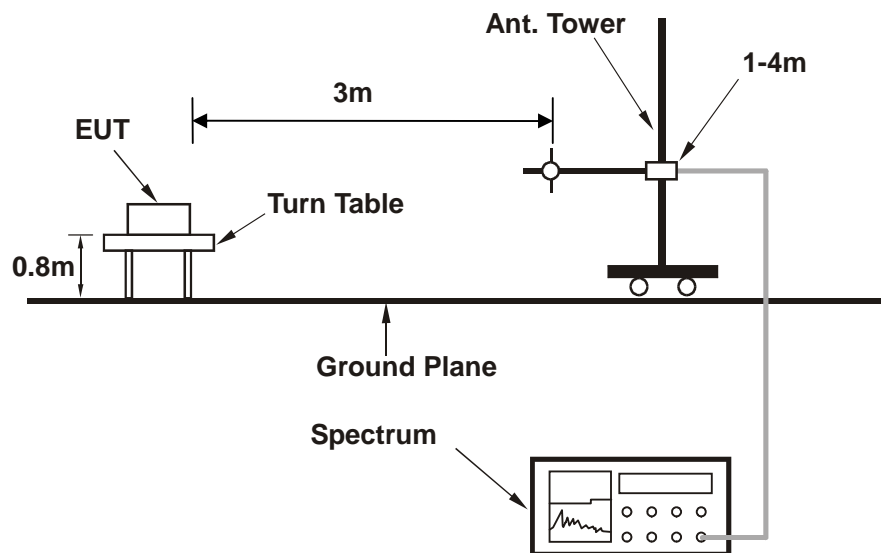 Ant. Tower
1-4m
3m
EUT
Turn Table
0.8m
Ground Plane
Spectrum